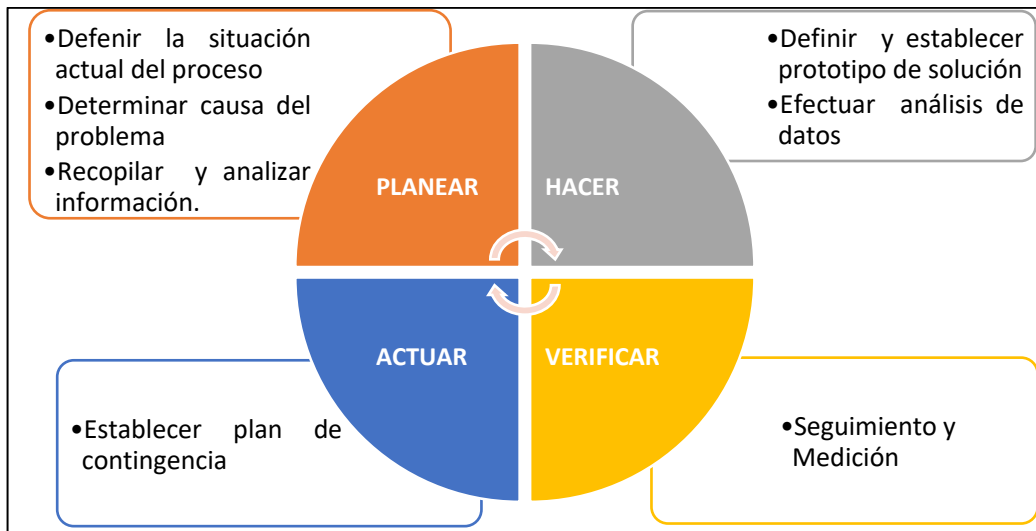 •Defenir la situación
actual del proceso
•Determinar causa del
problema
•Recopilar y analizar
información.
•Definir y establecer
prototipo de solución
•Efectuar análisis de
datos
PLANEAR
HACER
ACTUAR
VERIFICAR
•Establecer plan de
contingencia
•Seguimiento y
Medición